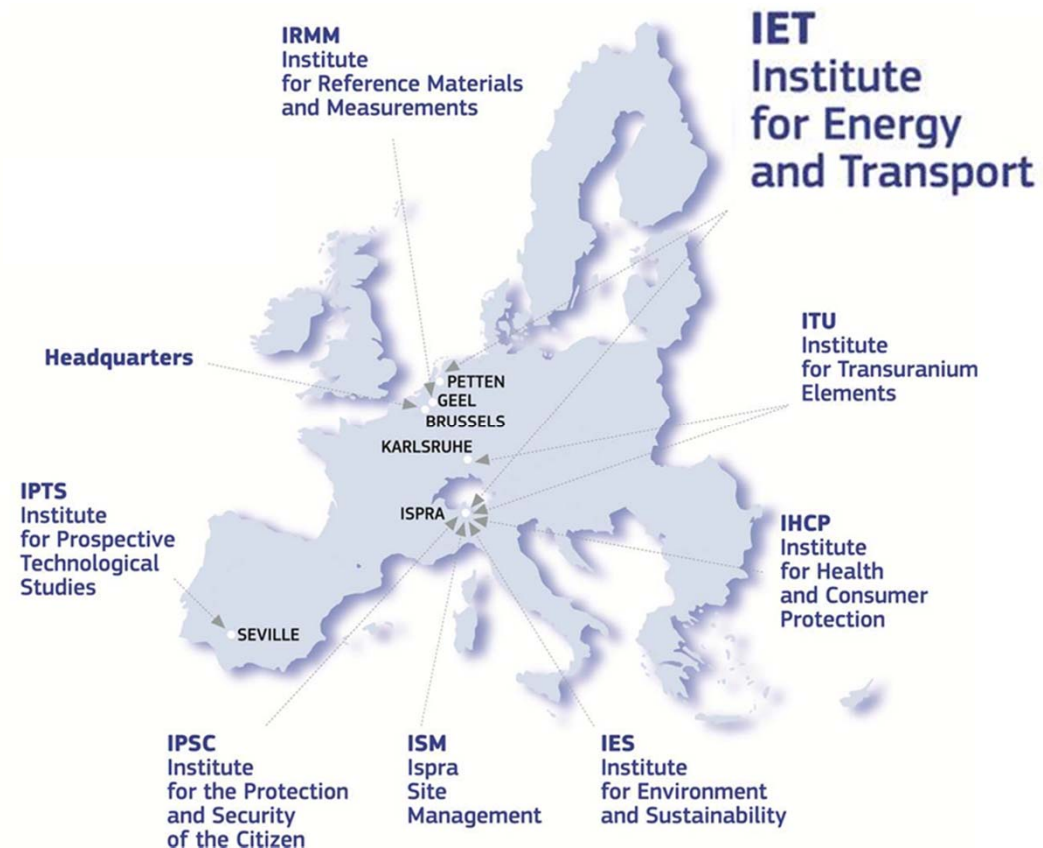 IRMM
Institute
for Reference Materials
and Measurements
IET
Institute
for Energy
and Transport
Headquarters
ITU
Institute
for Transuranium
Elements
PETTEN
GEEL
BRUSSELS
KARLSRUHE
ISPRA
SEVILLE
IPTS
Institute
for Prospective
Technological
Studies
IHCP
Institute
for Health
and Consumer
Protection
IPSC
Institute
for the Protection
and Security
of the Citizen
ISM
Ispra
Site
Management
IES
Institute
for Environment
and Sustainability